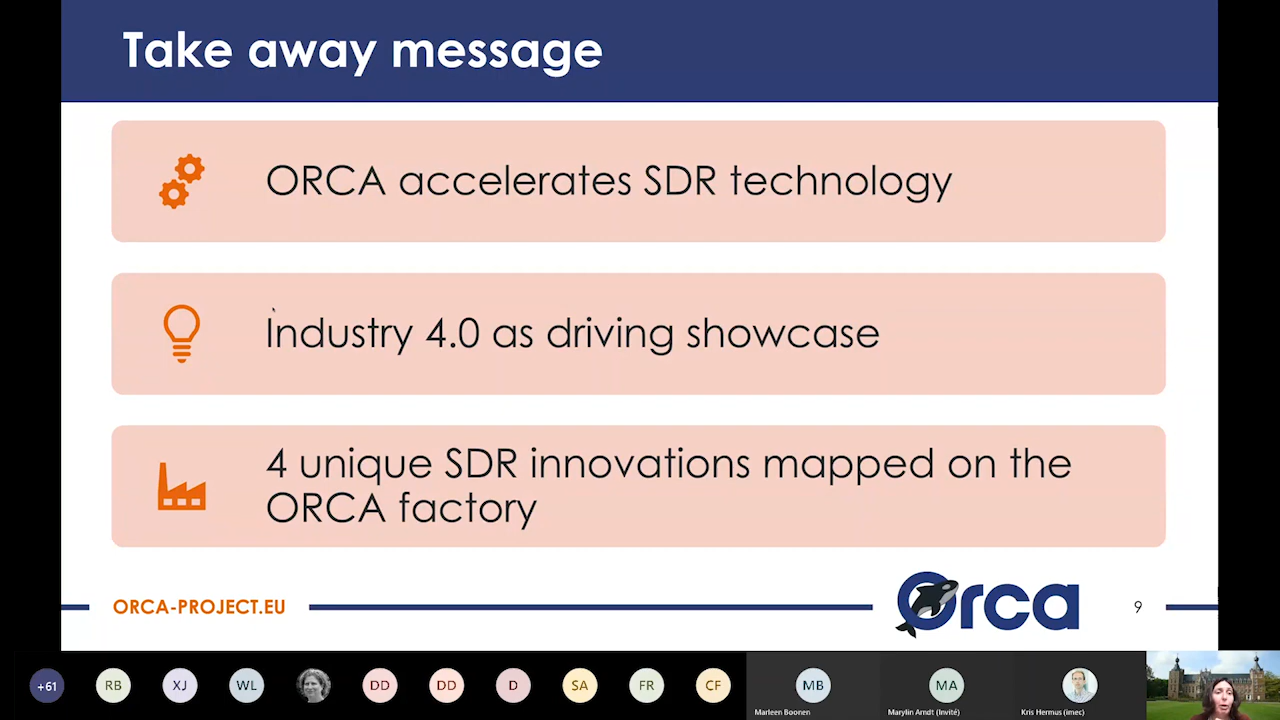 Take away message
ORCA accelerates SDR technology
Industry 4.0 as driving showcase
4 unique SDR innovations mapped on the
ORCA factory
ORCA-PROJECT.EU
Orca
9
+61
RB
XJ
WL
DD
DD
D
SA
FR
CF
MB
MA
Marleen Boonen
Marylin Arndt (Invité)
Kris Hermus (imec)